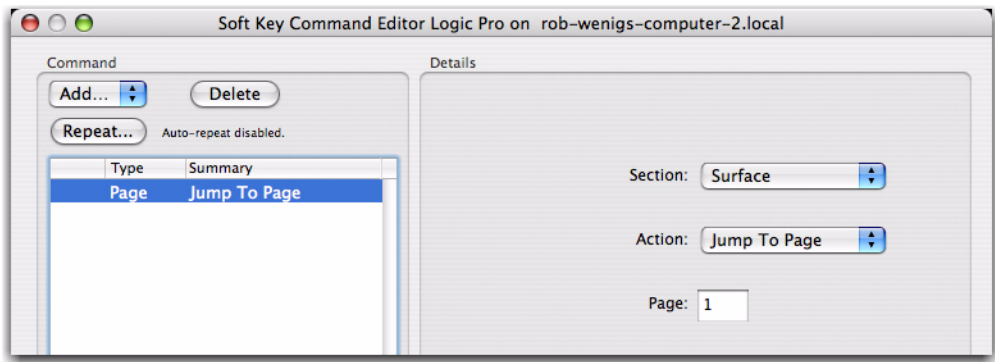 Soft Key Command Editor Logic Pro on rob-wenigs-computer-2.local
Command
Add...
Delete
Repeat...
Auto-repeat disabled.
Type Summary
Page Jump To Page
Details
Section: Surface
Action: Jump To Page
Page: 1